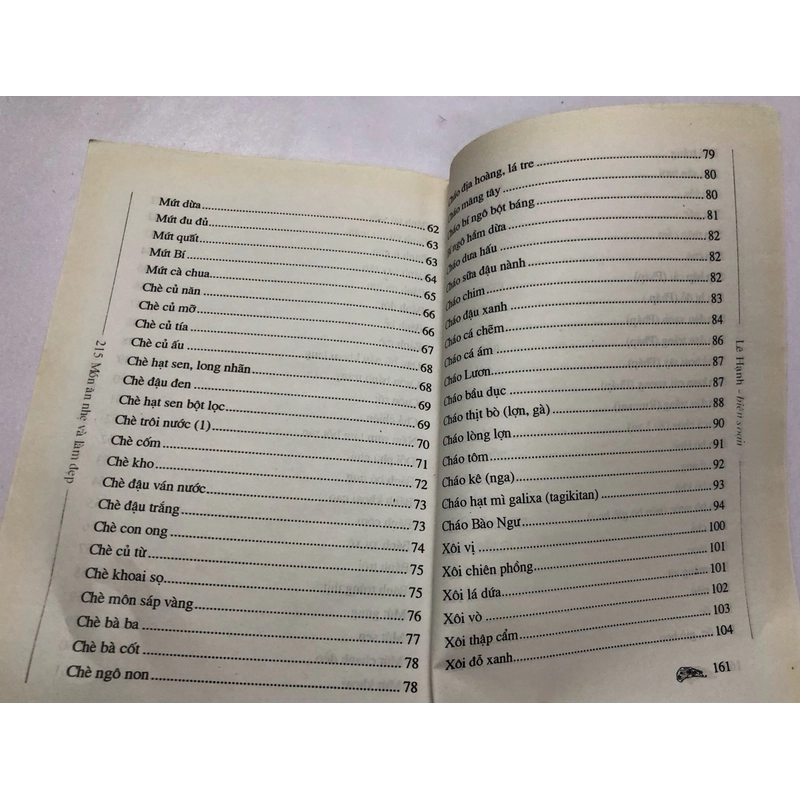 Mứt dừa 62
Mứt đu đủ 63
Mứt quất 63
Mứt Bí 64
Mứt cà chua 65
Chè củ năn 66
Chè củ mỡ 66
Chè củ tía 67
Chè củ ấu 68
Chè hạt sen, long nhãn 68
Chè đậu đen 69
Chè hạt sen bột lọc 69
Chè trôi nước (1) 70
Chè cốm 71
Chè kho 72
Chè đậu ván nước 73
Chè đậu trắng 73
Chè con ong 74
Chè củ từ 75
Chè khoai sọ 75
Chè môn sáp vàng 76
Chè bà ba 77
Chè bà cốt 78
Chè ngô non 78
215 Món ăn nhẹ và làm đẹp
Cháo địa hoàng, lá tre 79
Cháo măng tây 80
Cháo bí ngô bột báng 80
ngô hầm dừa 81
Cháo dưa hấu 82
Cháo sữa đậu nành 82
Cháo chim 82
Cháo đậu xanh 83
Cháo cá chẽm 84
Cháo cá ám 86
Cháo Lươn 87
Cháo bầu dục 87
Cháo thịt bò (lợn, gà) 88
Cháo lòng lợn 90
Cháo tôm 91
Cháo kê (nga) 92
Cháo hạt mì galixa (tagikitan) 93
Cháo Bào Ngư 94
Xôi vị 100
Xôi chiên phồng 101
Xôi lá dứa 101
Xôi vò 102
Xôi thập cẩm 103
Xôi đỗ xanh 104
161
Lê Hạnh - biên soạn